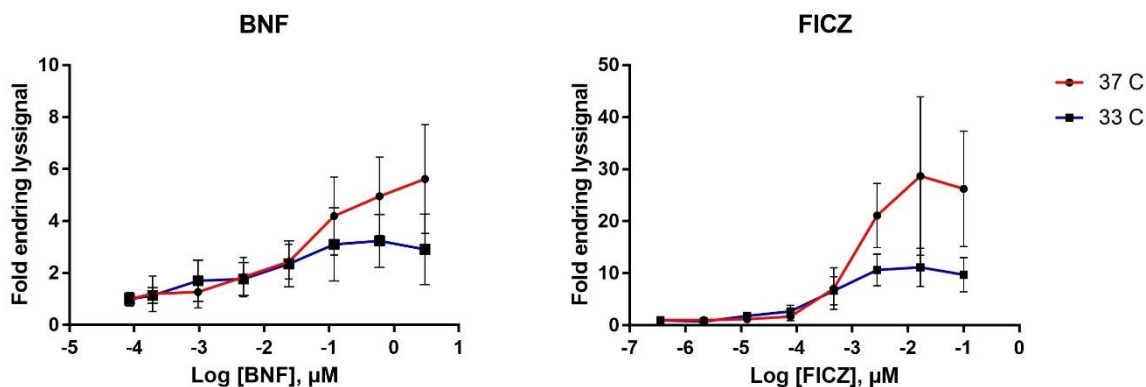 BNF
Fold endring lyssignal
10
8
6
4
2
0
-5 -4 -3 -2 -1 0 1
Log [BNF], µM
FICZ
Fold endring lyssignal
50
40
30
20
10
0
-7 -6 -5 -4 -3 -2 -1 0
Log [FICZ], µM
37 C
33 C